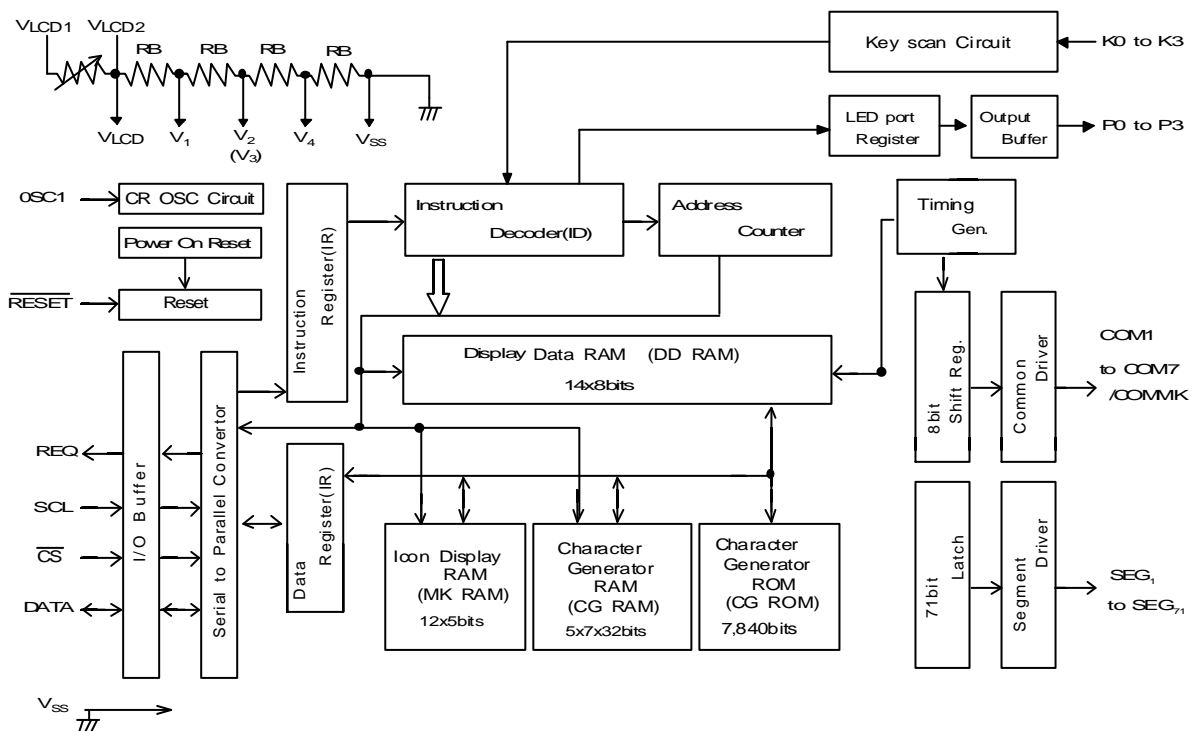 VLCD1 VLCD2
RB RB RB RB
VLCD V1 V2 V4 VSS
(V3)
Key scan Circuit
K0 to K3
LED port
Register
Output
Buffer
P0 to P3
OSC1
CR OSC Circuit
Power On Reset
RESET
Reset
Instruction
Register(IR)
Instruction
Decoder(ID)
Address
Counter
Timing
Gen.
Display Data RAM (DD RAM)
14x8bits
8bit
Shift Reg.
Common
Driver
COM1
to COM7
/COMMK
REQ
SCL
CS
DATA
I/O Buffer
Serial to Parallel Convertor
Data
Register(IR)
Icon Display
RAM
(MK RAM)
12x5bits
Character
Generator
RAM
(CG RAM)
5x7x32bits
Character
Generator
ROM
(CG ROM)
7,840bits
71bit
Latch
Segment
Driver
SEG1
to SEG71
VSS